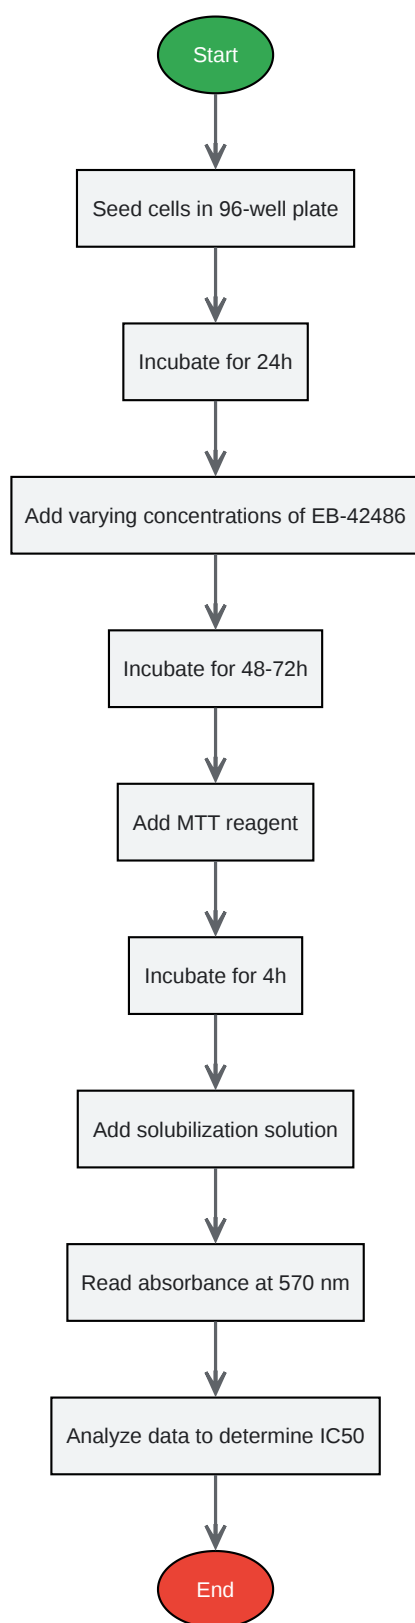 Start
Seed cells in 96-well plate
Incubate for 24h
Add varying concentrations of EB-42486
Incubate for 48-72h
Add MTT reagent
Incubate for 4h
Add solubilization solution
Read absorbance at 570 nm
Analyze data to determine IC50
End